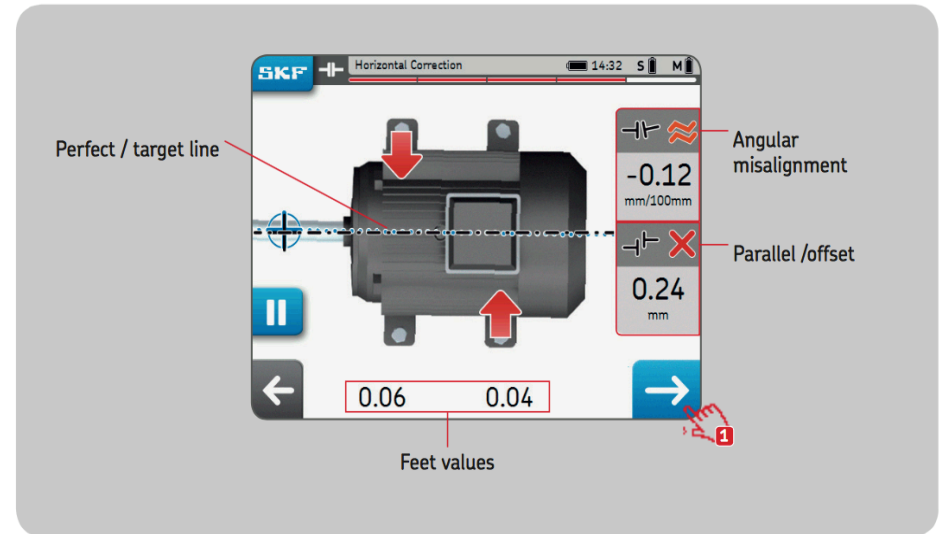 SKF
Horizontal Correction
14:32 S M
Perfect / target line
Angular
misalignment
-0.12
mm/100mm
Parallel /offset
0.24
mm
0.06 0.04
1
Feet values